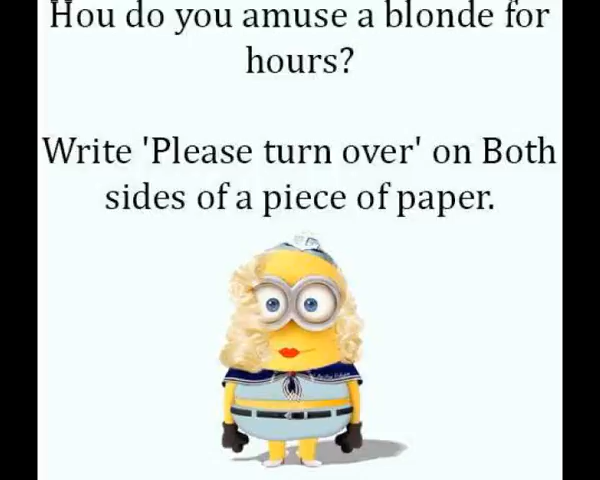 Hou do you amuse a blonde for
hours?
Write 'Please turn over' on Both
sides of a piece of paper.